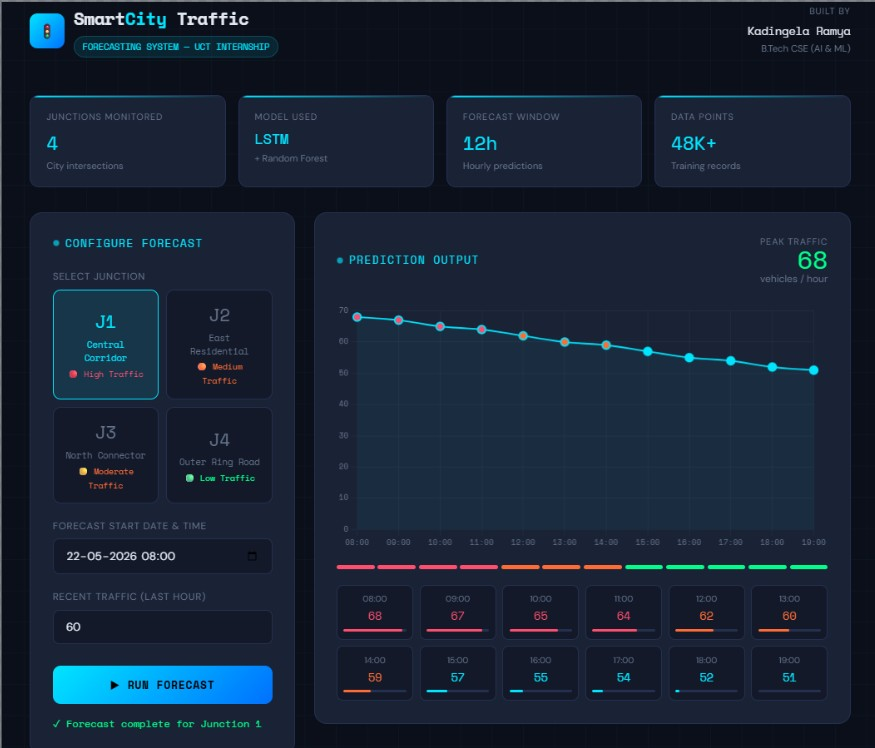 SmartCity Traffic
FORECASTING SYSTEM — UCT INTERNSHIP
BUILT BY
Kadingela Ramya
B.Tech CSE (AI & ML)
JUNCTIONS MONITORED
4
City intersections
MODEL USED
LSTM
+ Random Forest
FORECAST WINDOW
12h
Hourly predictions
DATA POINTS
48K+
Training records
CONFIGURE FORECAST
SELECT JUNCTION
J1
Central
Corridor
High Traffic
J2
East
Residential
Medium
Traffic
J3
North Connector
Moderate
Traffic
J4
Outer Ring Road
Low Traffic
FORECAST START DATE & TIME
22-05-2026 08:00
RECENT TRAFFIC (LAST HOUR)
60
▶ RUN FORECAST
✓ Forecast complete for Junction 1
PREDICTION OUTPUT
PEAK TRAFFIC
68
vehicles / hour
70
60
50
40
30
20
10
0
08:00 09:00 10:00 11:00 12:00 13:00 14:00 15:00 16:00 17:00 18:00 19:00
08:00 09:00 10:00 11:00 12:00 13:00
68 67 65 64 62 60
14:00 15:00 16:00 17:00 18:00 19:00
59 57 55 54 52 51